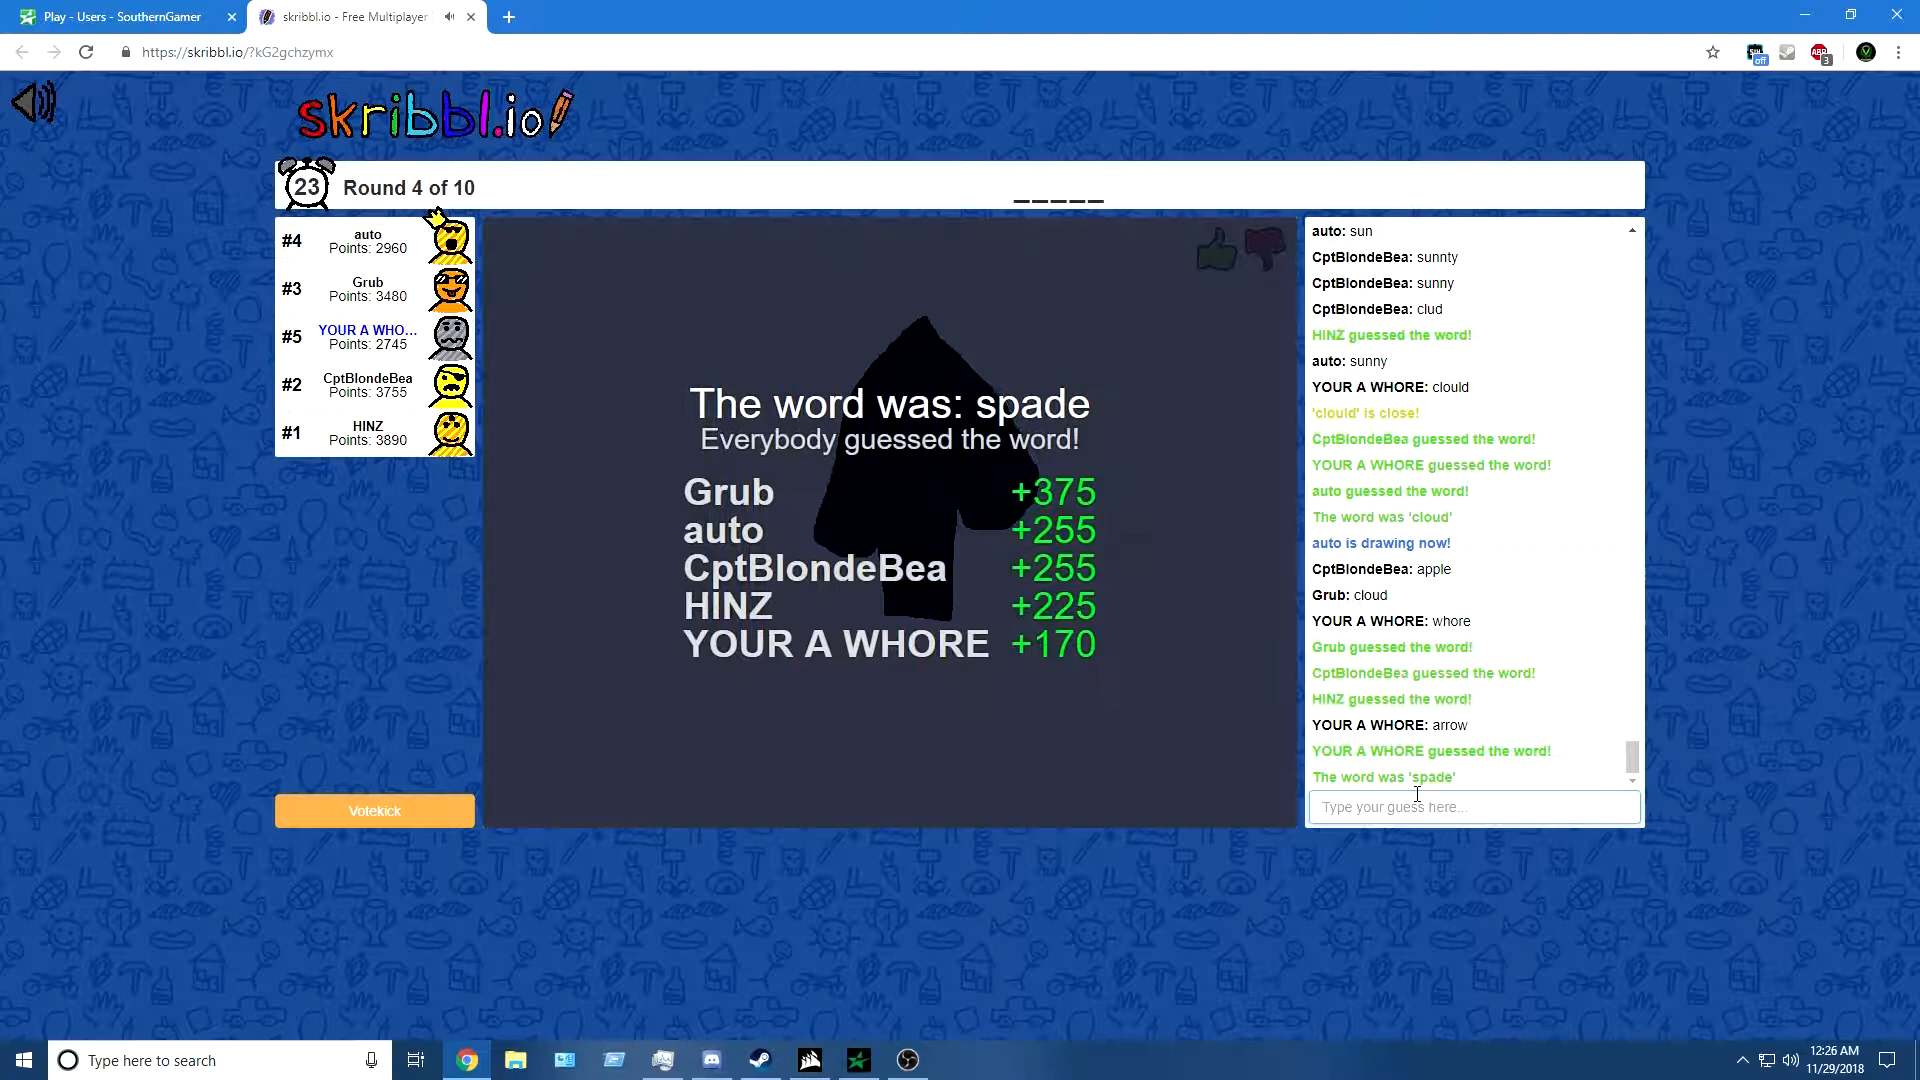 Play - Users - SouthernGamer
skribbl.io - Free Multiplayer
https://skribbl.io/?kG2gchzymx
off
ABP
3
skribbl.io
23
Round 4 of 10
_____
#4
auto
Points: 2960
#3
Grub
Points: 3480
#5
YOUR A WHO...
Points: 2745
#2
CptBlondeBea
Points: 3755
#1
HINZ
Points: 3890
Votekick
The word was: spade
Everybody guessed the word!
Grub +375
auto +255
CptBlondeBea +255
HINZ +225
YOUR A WHORE +170
auto: sun
CptBlondeBea: sunnty
CptBlondeBea: sunny
CptBlondeBea: clud
HINZ guessed the word!
auto: sunny
YOUR A WHORE: clould
'clould' is close!
CptBlondeBea guessed the word!
YOUR A WHORE guessed the word!
auto guessed the word!
The word was 'cloud'
auto is drawing now!
CptBlondeBea: apple
Grub: cloud
YOUR A WHORE: whore
Grub guessed the word!
CptBlondeBea guessed the word!
HINZ guessed the word!
YOUR A WHORE: arrow
YOUR A WHORE guessed the word!
The word was 'spade'
Type your guess here...
Type here to search
12:26 AM
11/29/2018